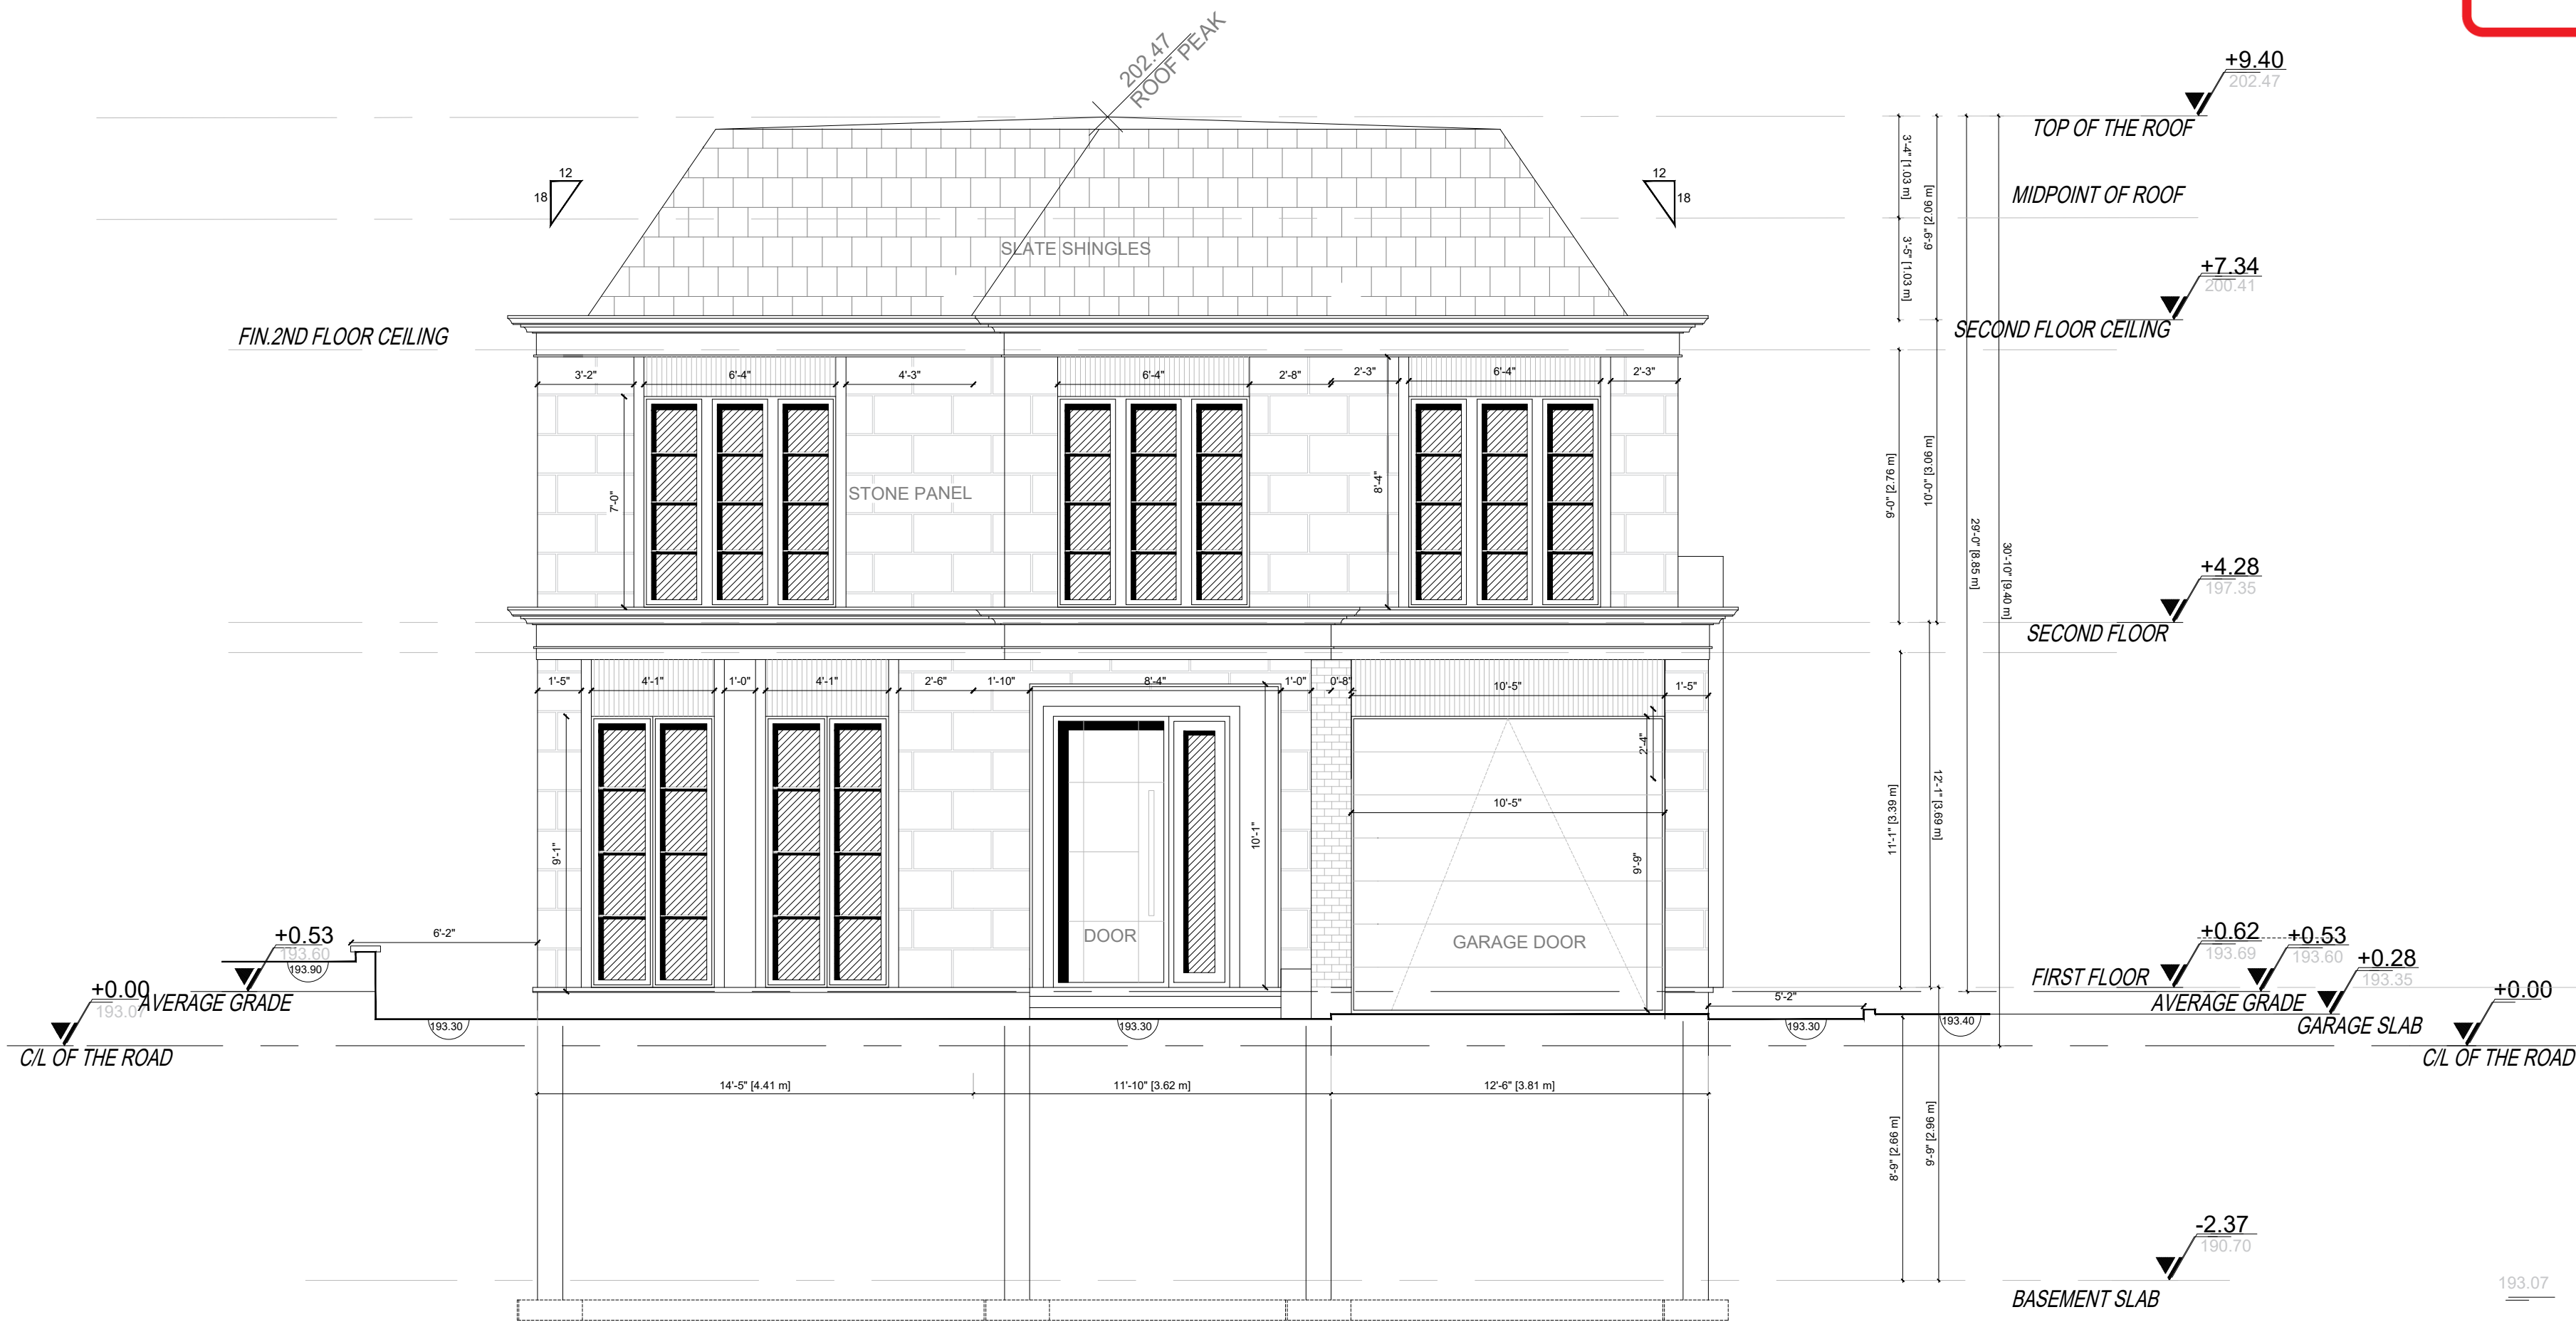 202.47
ROOF PEAK
+9.40
202.47
TOP OF THE ROOF
12
18
12
18
MIDPOINT OF ROOF
3'-4" [1.03 m]
6'-9" [2.06 m]
3'-5" [1.03 m]
SLATE SHINGLES
+7.34
200.41
FIN.2ND FLOOR CEILING
SECOND FLOOR CEILING
3'-2"
6'-4"
4'-3"
6'-4"
2'-8"
2'-3"
6'-4"
2'-3"
7'-0"
STONE PANEL
8'-4"
9'-0" [2.76 m]
10'-0" [3.06 m]
29'-0" [8.85 m]
30'-10" [9.40 m]
+4.28
197.35
SECOND FLOOR
1'-5"
4'-1"
1'-0"
4'-1"
2'-6"
1'-10"
8'-4"
1'-0"
0'-8"
10'-5"
1'-5"
2'-4"
10'-5"
9'-1"
10'-1"
9'-9"
11'-1" [3.39 m]
12'-1" [3.69 m]
DOOR
GARAGE DOOR
+0.53
193.60
6'-2"
193.90
AVERAGE GRADE
+0.00
193.07
C/L OF THE ROAD
+0.62
193.69
+0.53
193.60
+0.28
193.35
FIRST FLOOR
AVERAGE GRADE
GARAGE SLAB
+0.00
C/L OF THE ROAD
5'-2"
193.30
193.30
193.30
193.40
14'-5" [4.41 m]
11'-10" [3.62 m]
12'-6" [3.81 m]
8'-9" [2.66 m]
9'-9" [2.96 m]
-2.37
190.70
BASEMENT SLAB
193.07